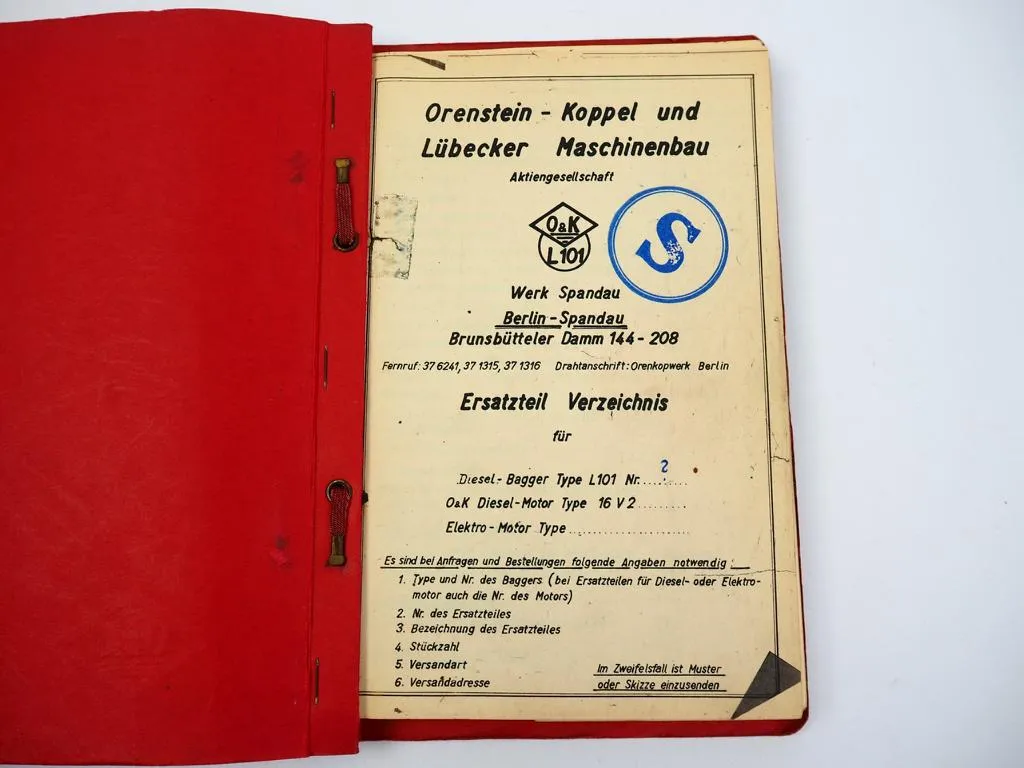 Orenstein - Koppel und
Lübecker Maschinenbau
Aktiengesellschaft
O&K
L101
S
Werk Spandau
Berlin-Spandau
Brunsbütteler Damm 144 - 208
Fernruf: 37 6241, 37 1315, 37 1316 Drahtanschrift: Orenkopwerk Berlin
Ersatzteil Verzeichnis
für
Diesel - Bagger Type L101 Nr. 2
O&K Diesel-Motor Type 16 V 2
Elektro - Motor Type
Es sind bei Anfragen und Bestellungen folgende Angaben notwendig:
1. Type und Nr. des Baggers (bei Ersatzteilen für Diesel- oder Elektro-
motor auch die Nr. des Motors)
2. Nr. des Ersatzteiles
3. Bezeichnung des Ersatzteiles
4. Stückzahl
5. Versandart
6. Versandadresse
Im Zweifelsfall ist Muster
oder Skizze einzusenden